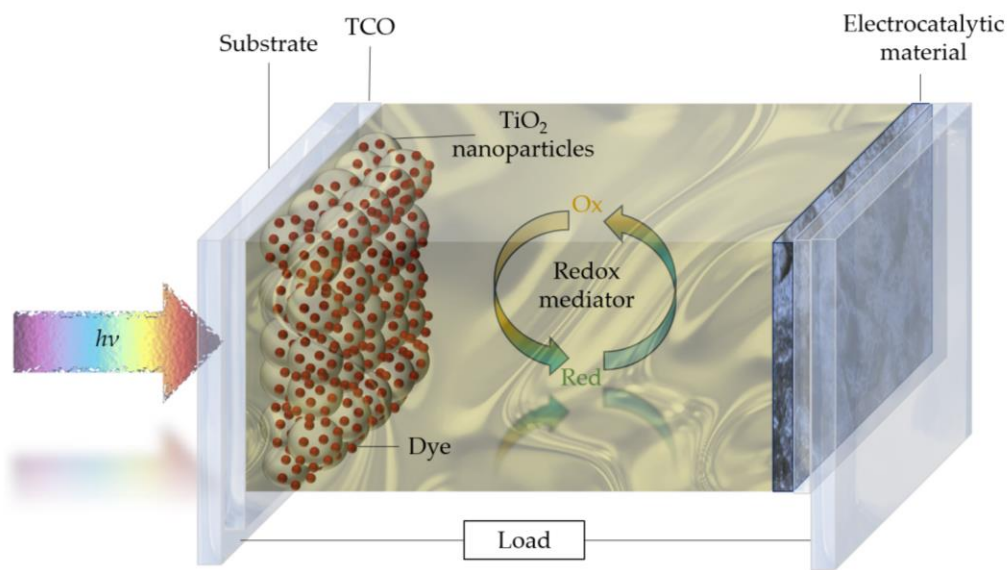 Substrate
TCO
Electrocatalytic
material
TiO₂
nanoparticles
Ox
Redox
mediator
Red
hν
Dye
Load